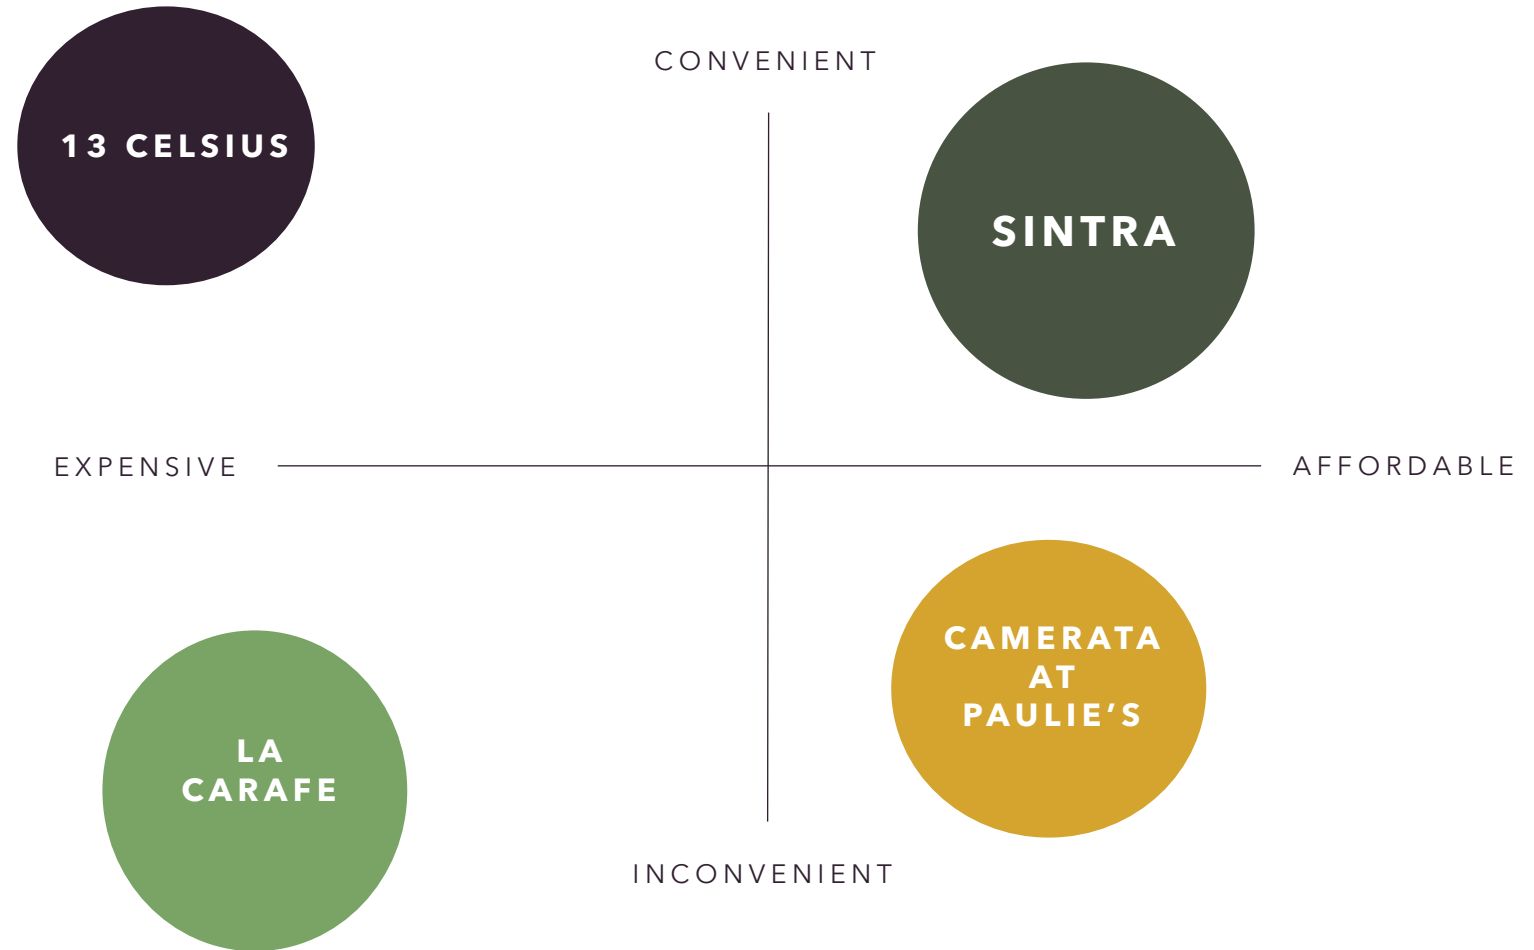 CONVENIENT
13 CELSIUS
SINTRA
EXPENSIVE
AFFORDABLE
CAMERATA
AT
PAULIE’S
LA
CARAFE
INCONVENIENT